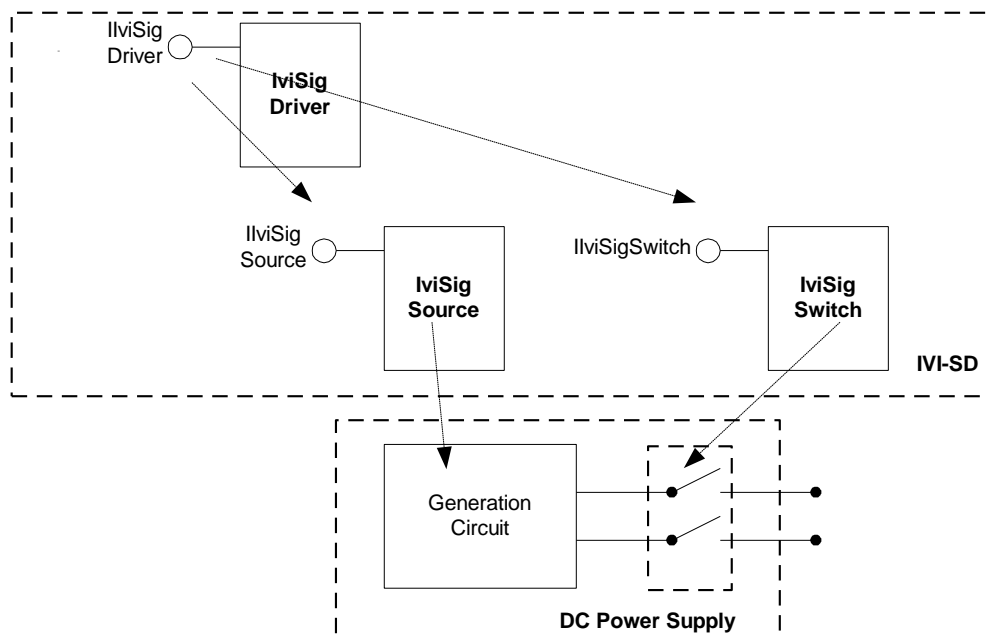 IIviSig
Driver
IviSig
Driver
IIviSig
Source
IviSig
Source
IIviSigSwitch
IviSig
Switch
IVI-SD
Generation
Circuit
DC Power Supply